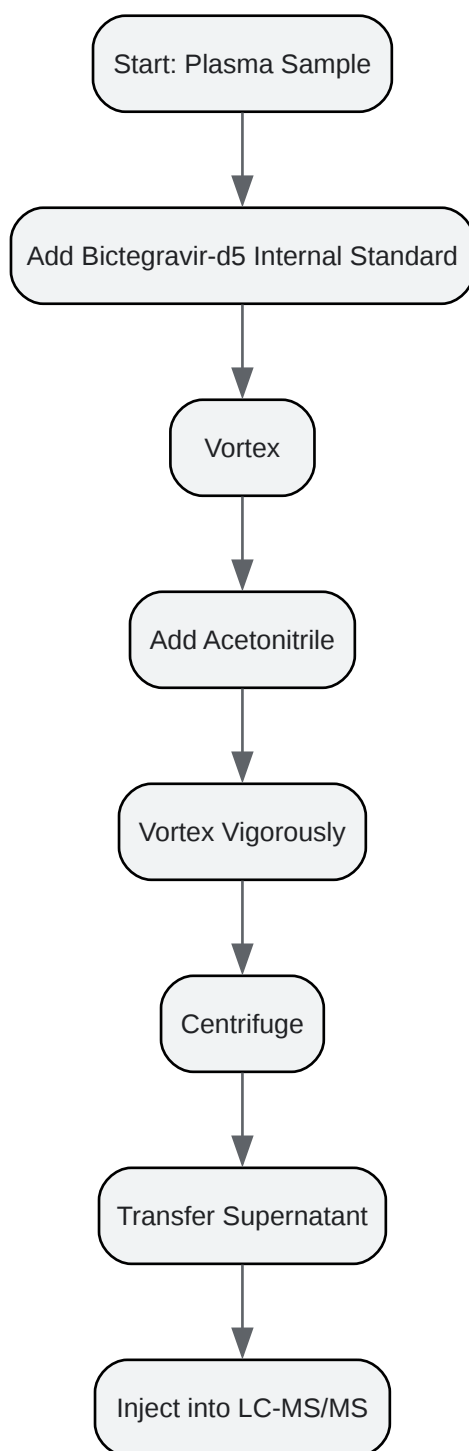 Start: Plasma Sample
Add Bictegravir-d5 Internal Standard
Vortex
Add Acetonitrile
Vortex Vigorously
Centrifuge
Transfer Supernatant
Inject into LC-MS/MS